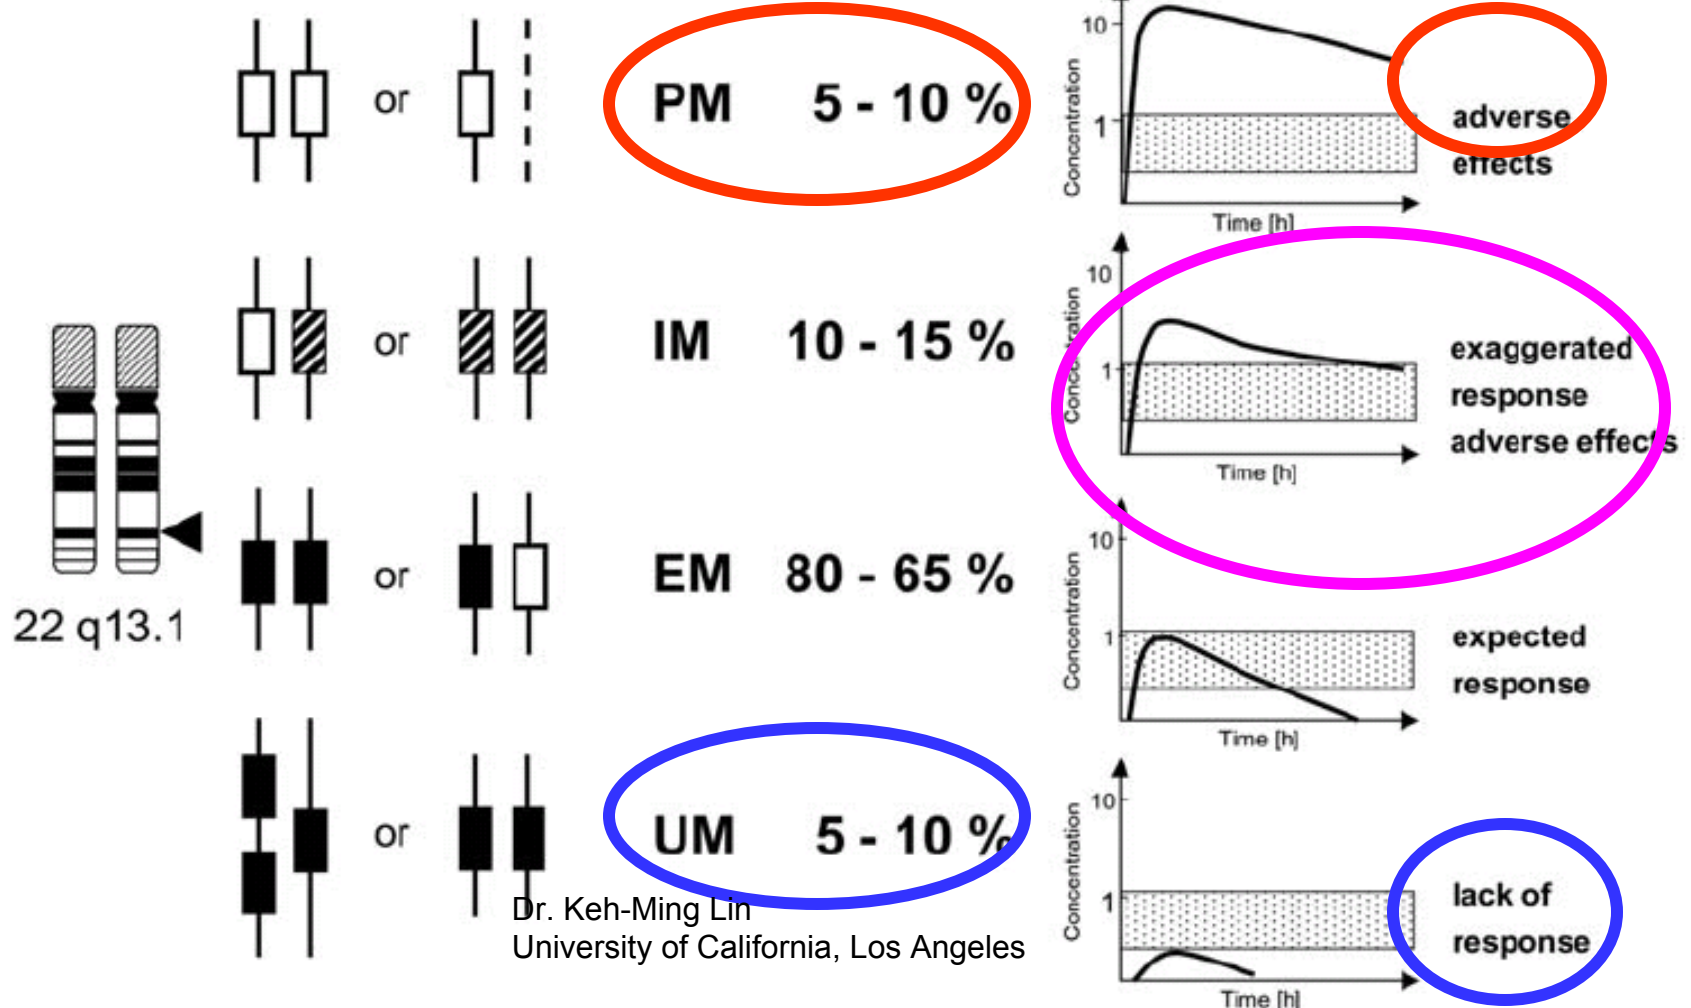 or
PM 5 - 10 %
10
1
Concentration
Time [h]
adverse
effects
or
IM 10 - 15 %
10
1
Concentration
Time [h]
exaggerated
response
adverse effects
22 q13.1
or
EM 80 - 65 %
10
1
Concentration
Time [h]
expected
response
or
UM 5 - 10 %
10
1
Concentration
Time [h]
lack of
response
Dr. Keh-Ming Lin
University of California, Los Angeles